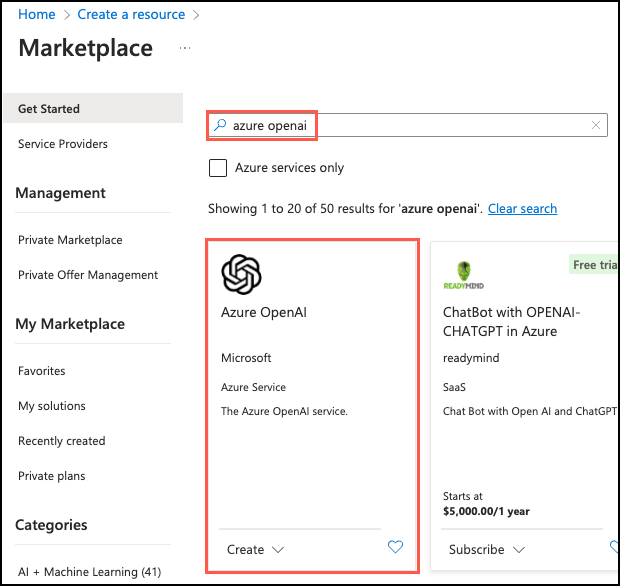 Home > Create a resource >
Marketplace ...
Get Started
Service Providers
Management
Private Marketplace
Private Offer Management
My Marketplace
Favorites
My solutions
Recently created
Private plans
Categories
AI + Machine Learning (41)
azure openai
Azure services only
Showing 1 to 20 of 50 results for 'azure openai'. Clear search
Azure OpenAI
Microsoft
Azure Service
The Azure OpenAI service.
Create
Free tria
READYMIND
ChatBot with OPENAI-
CHATGPT in Azure
readymind
SaaS
Chat Bot with Open AI and ChatGPT
Starts at
$5,000.00/1 year
Subscribe